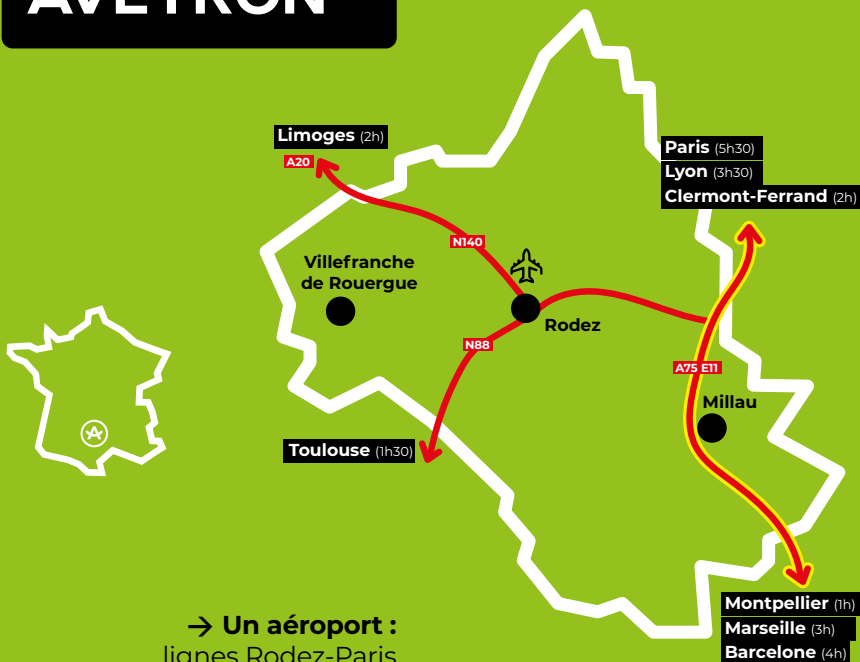 AVEYRON
Limoges (2h)
A20
Paris (5h30)
Lyon (3h30)
Clermont-Ferrand (2h)
N140
Villefranche
de Rouergue
Rodez
N88
A75 E11
Millau
Toulouse (1h30)
A
Montpellier (1h)
Marseille (3h)
Barcelone (4h)
→ Un aéroport :
lignes Rodez-Paris